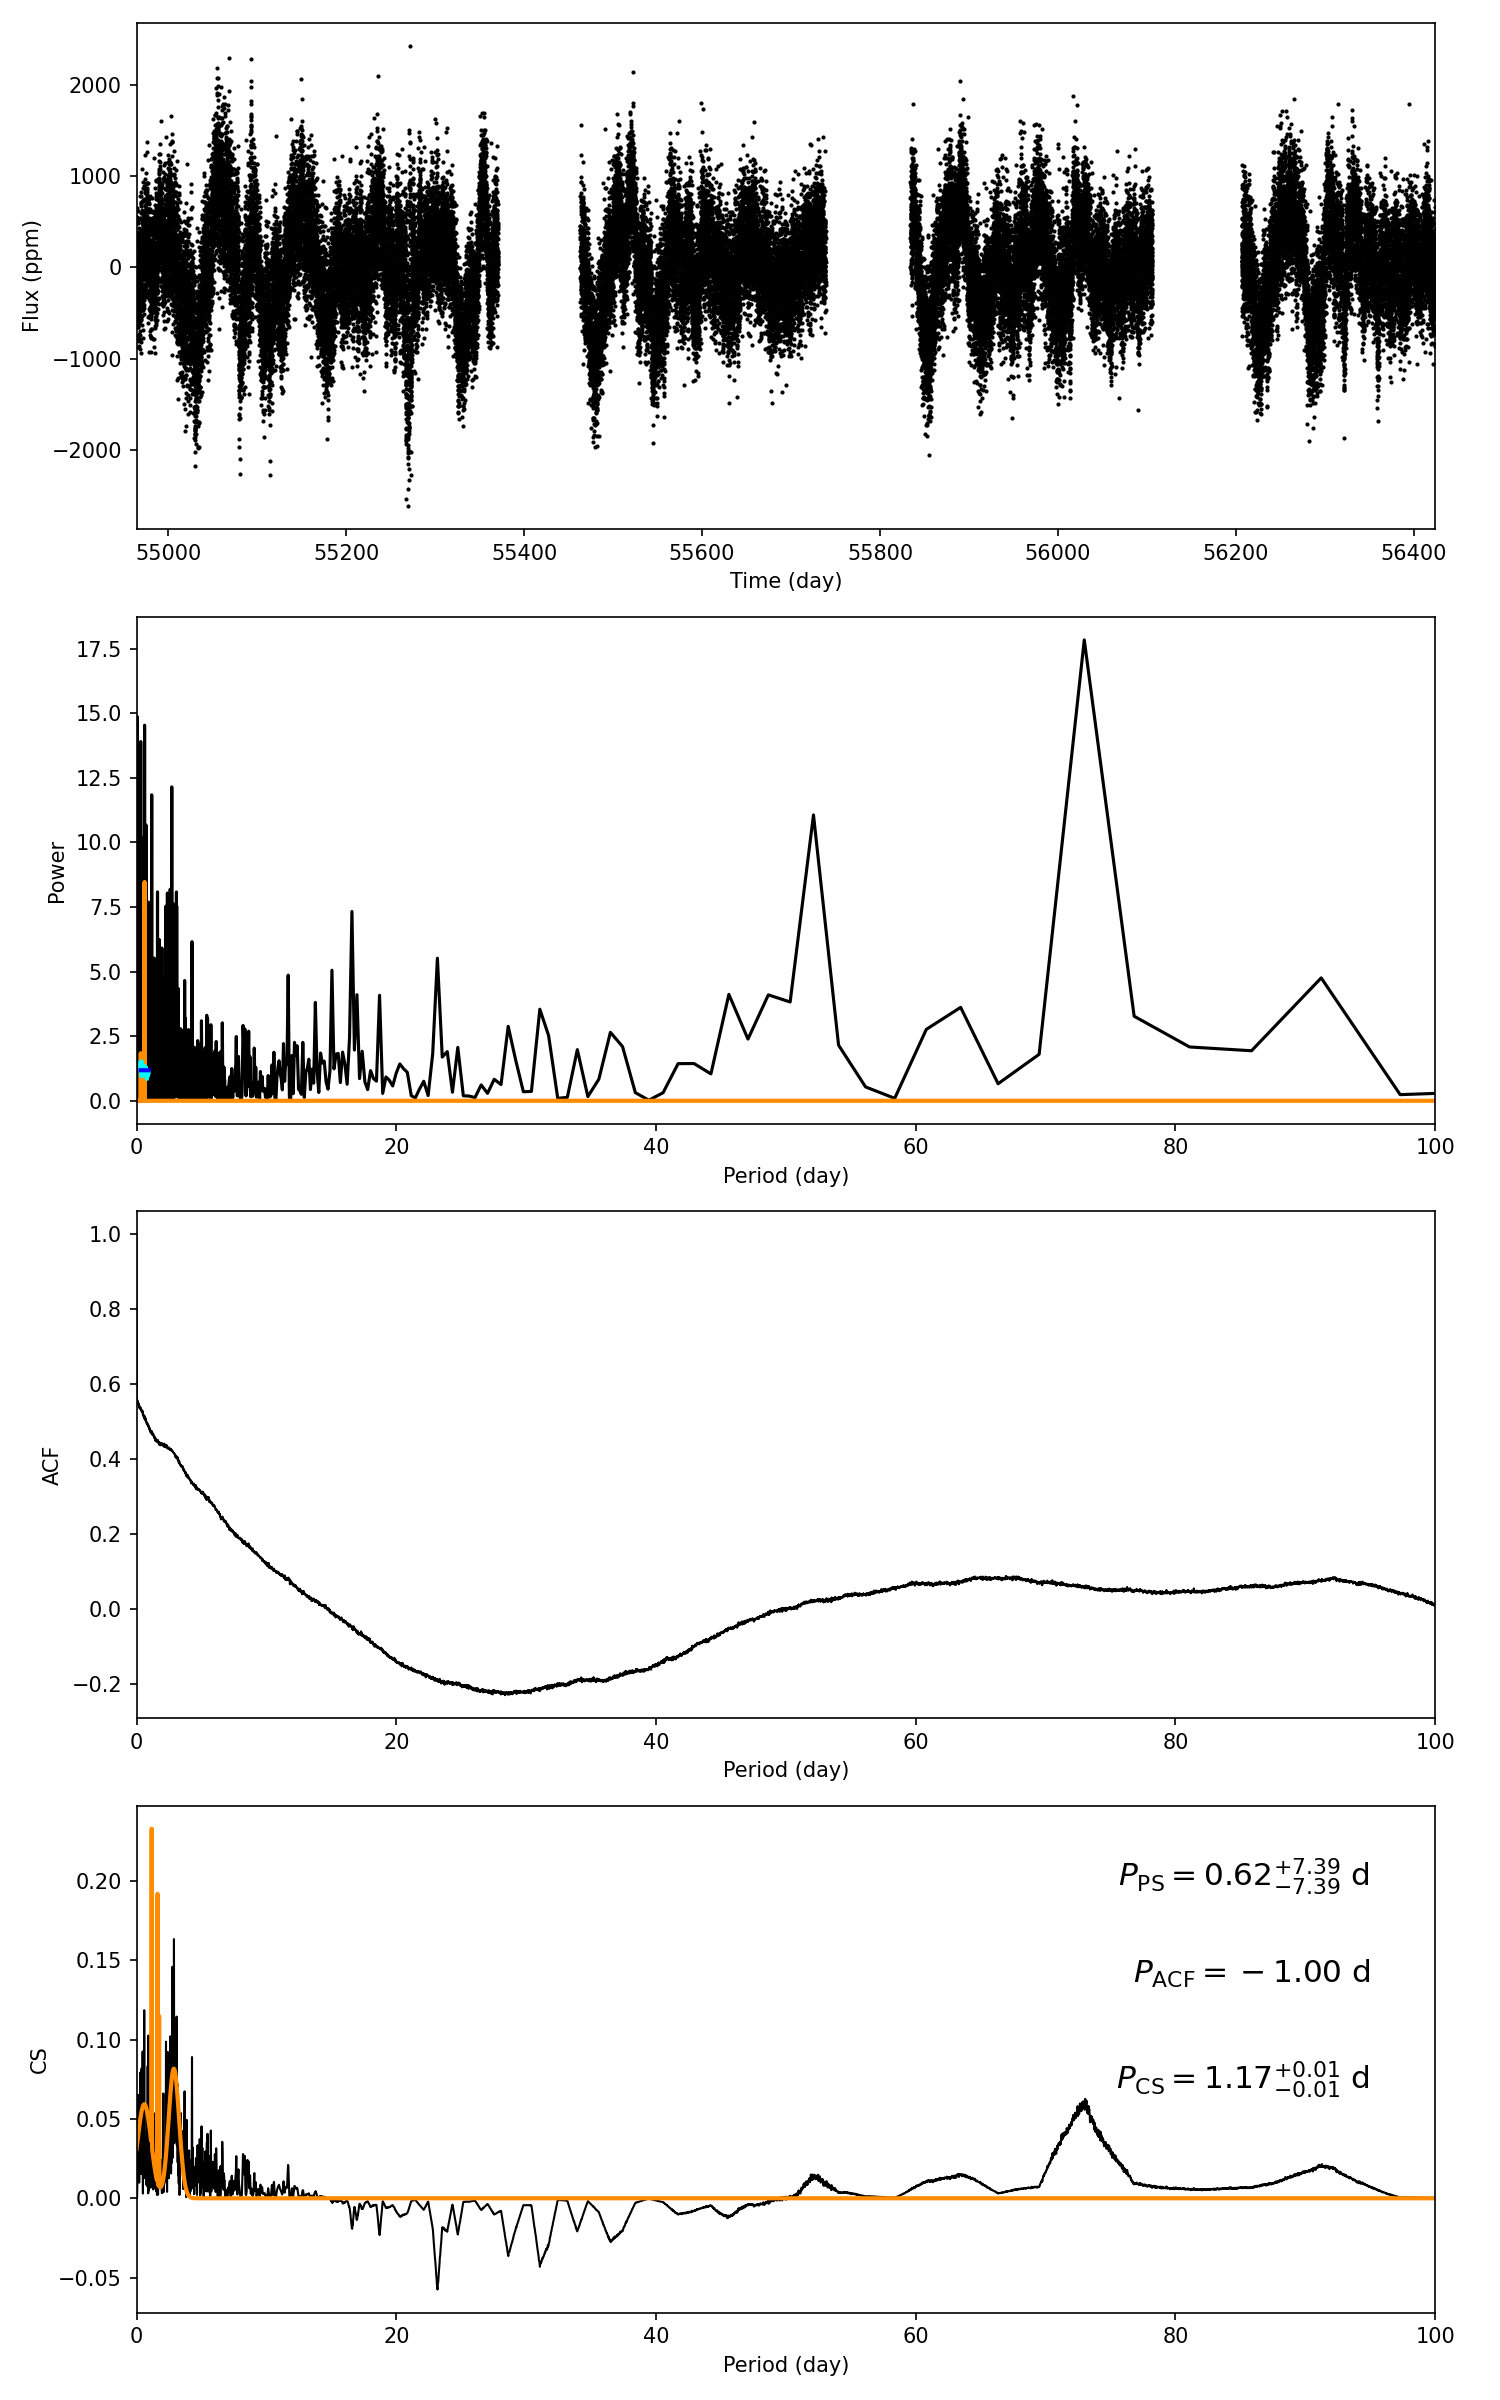 2000
1000
0
−1000
−2000
Flux (ppm)
55000 55200 55400 55600 55800 56000 56200 56400
Time (day)
17.5
15.0
12.5
10.0
7.5
5.0
2.5
0.0
Power
0 20 40 60 80 100
Period (day)
1.0
0.8
0.6
0.4
0.2
0.0
−0.2
ACF
0 20 40 60 80 100
Period (day)
P_PS = 0.62 +7.39 −7.39 d
P_ACF = −1.00 d
P_CS = 1.17 +0.01 −0.01 d
0.20
0.15
0.10
0.05
0.00
−0.05
CS
0 20 40 60 80 100
Period (day)